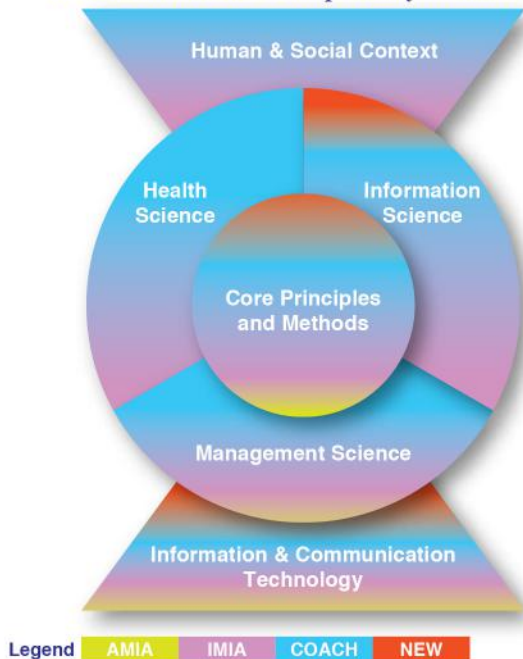 Human & Social Context
Health
Science
Information
Science
Core Principles
and Methods
Management Science
Information & Communication
Technology
Legend AMIA IMIA COACH NEW